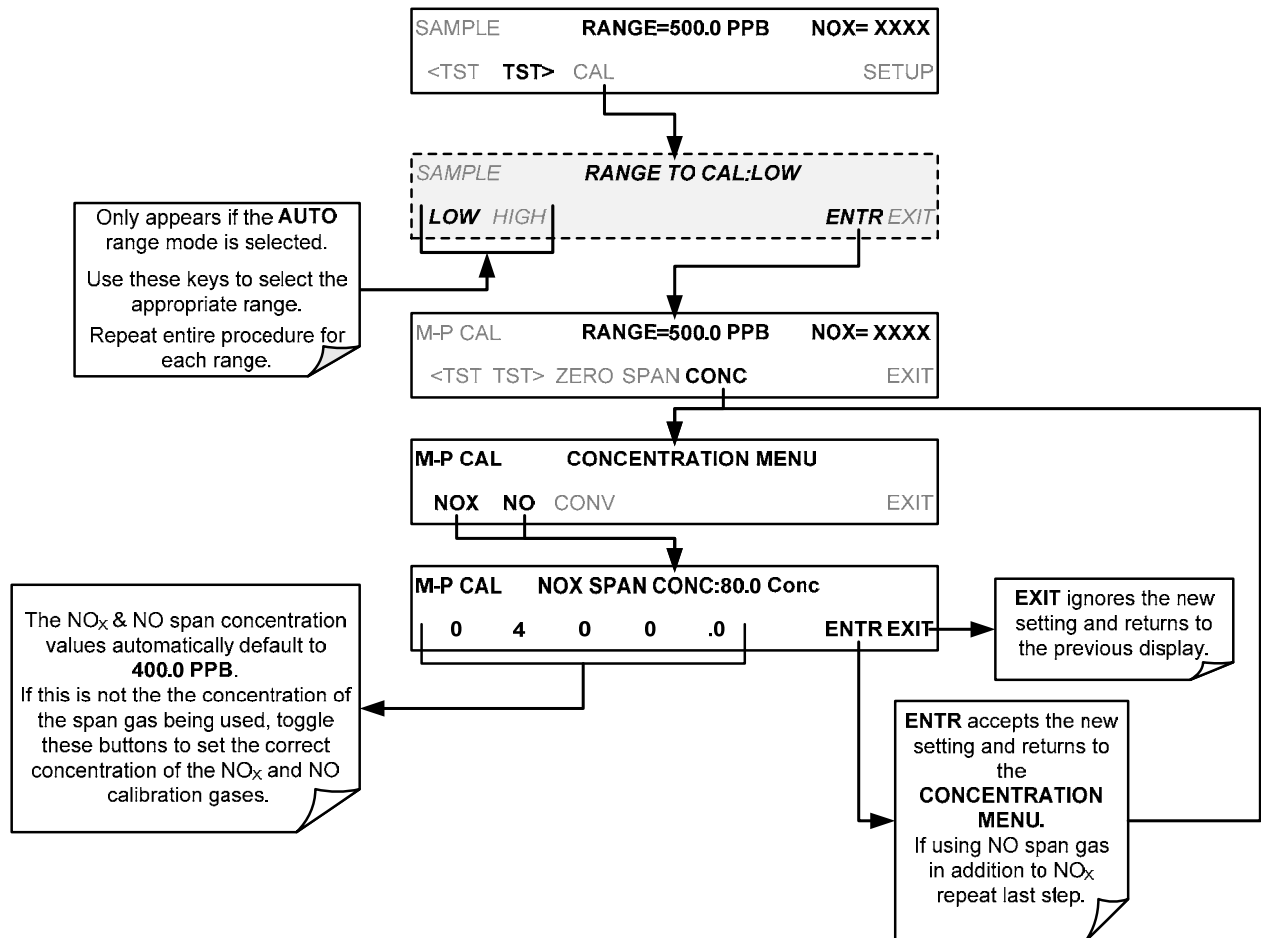 SAMPLE RANGE=500.0 PPB NOX= XXXX
<TST TST> CAL SETUP
SAMPLE RANGE TO CAL:LOW
LOW HIGH ENTR EXIT
Only appears if the AUTO
range mode is selected.
Use these keys to select the
appropriate range.
Repeat entire procedure for
each range.
M-P CAL RANGE=500.0 PPB NOX= XXXX
<TST TST> ZERO SPAN CONC EXIT
M-P CAL CONCENTRATION MENU
NOX NO CONV EXIT
M-P CAL NOX SPAN CONC:80.0 Conc
0 4 0 0 .0 ENTR EXIT
The NOX & NO span concentration
values automatically default to
400.0 PPB.
If this is not the the concentration of
the span gas being used, toggle
these buttons to set the correct
concentration of the NOX and NO
calibration gases.
EXIT ignores the new
setting and returns to
the previous display.
ENTR accepts the new
setting and returns to
the
CONCENTRATION
MENU.
If using NO span gas
in addition to NOX
repeat last step.